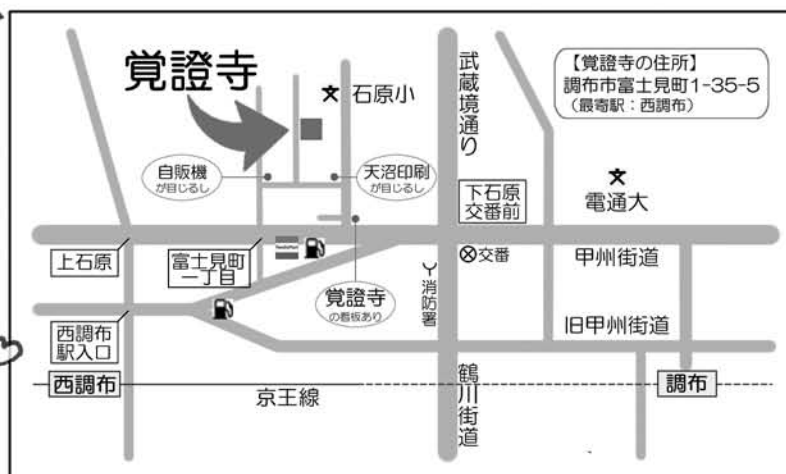 覚證寺
石原小
武蔵境通り
【覚證寺の住所】
調布市富士見町1-35-5
（最寄駅：西調布）
自販機
が目じるし
天沼印刷
が目じるし
下石原
交番前
電通大
上石原
富士見町
一丁目
FamilyMart
交番
甲州街道
消防署
覚證寺
の看板あり
西調布
駅入口
旧甲州街道
西調布
京王線
鶴川街道
調布